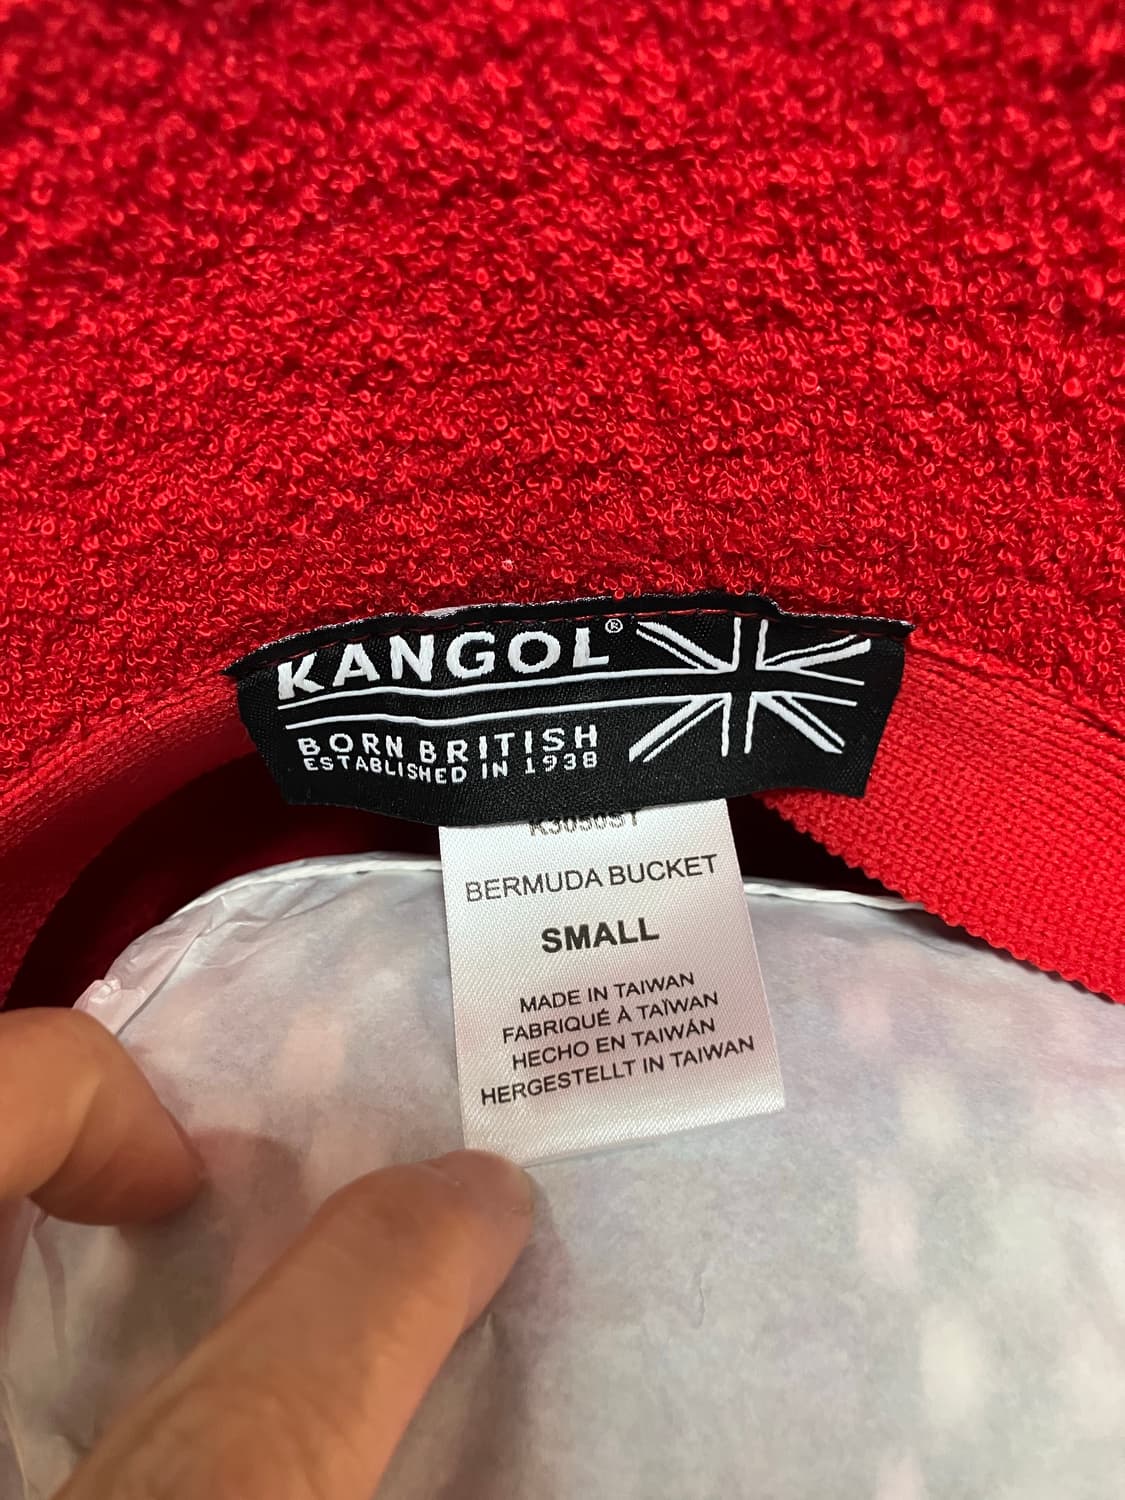 KANGOL®
BORN BRITISH
ESTABLISHED IN 1938
K3050ST
BERMUDA BUCKET
SMALL
MADE IN TAIWAN
FABRIQUÉ À TAÏWAN
HECHO EN TAIWÁN
HERGESTELLT IN TAIWAN